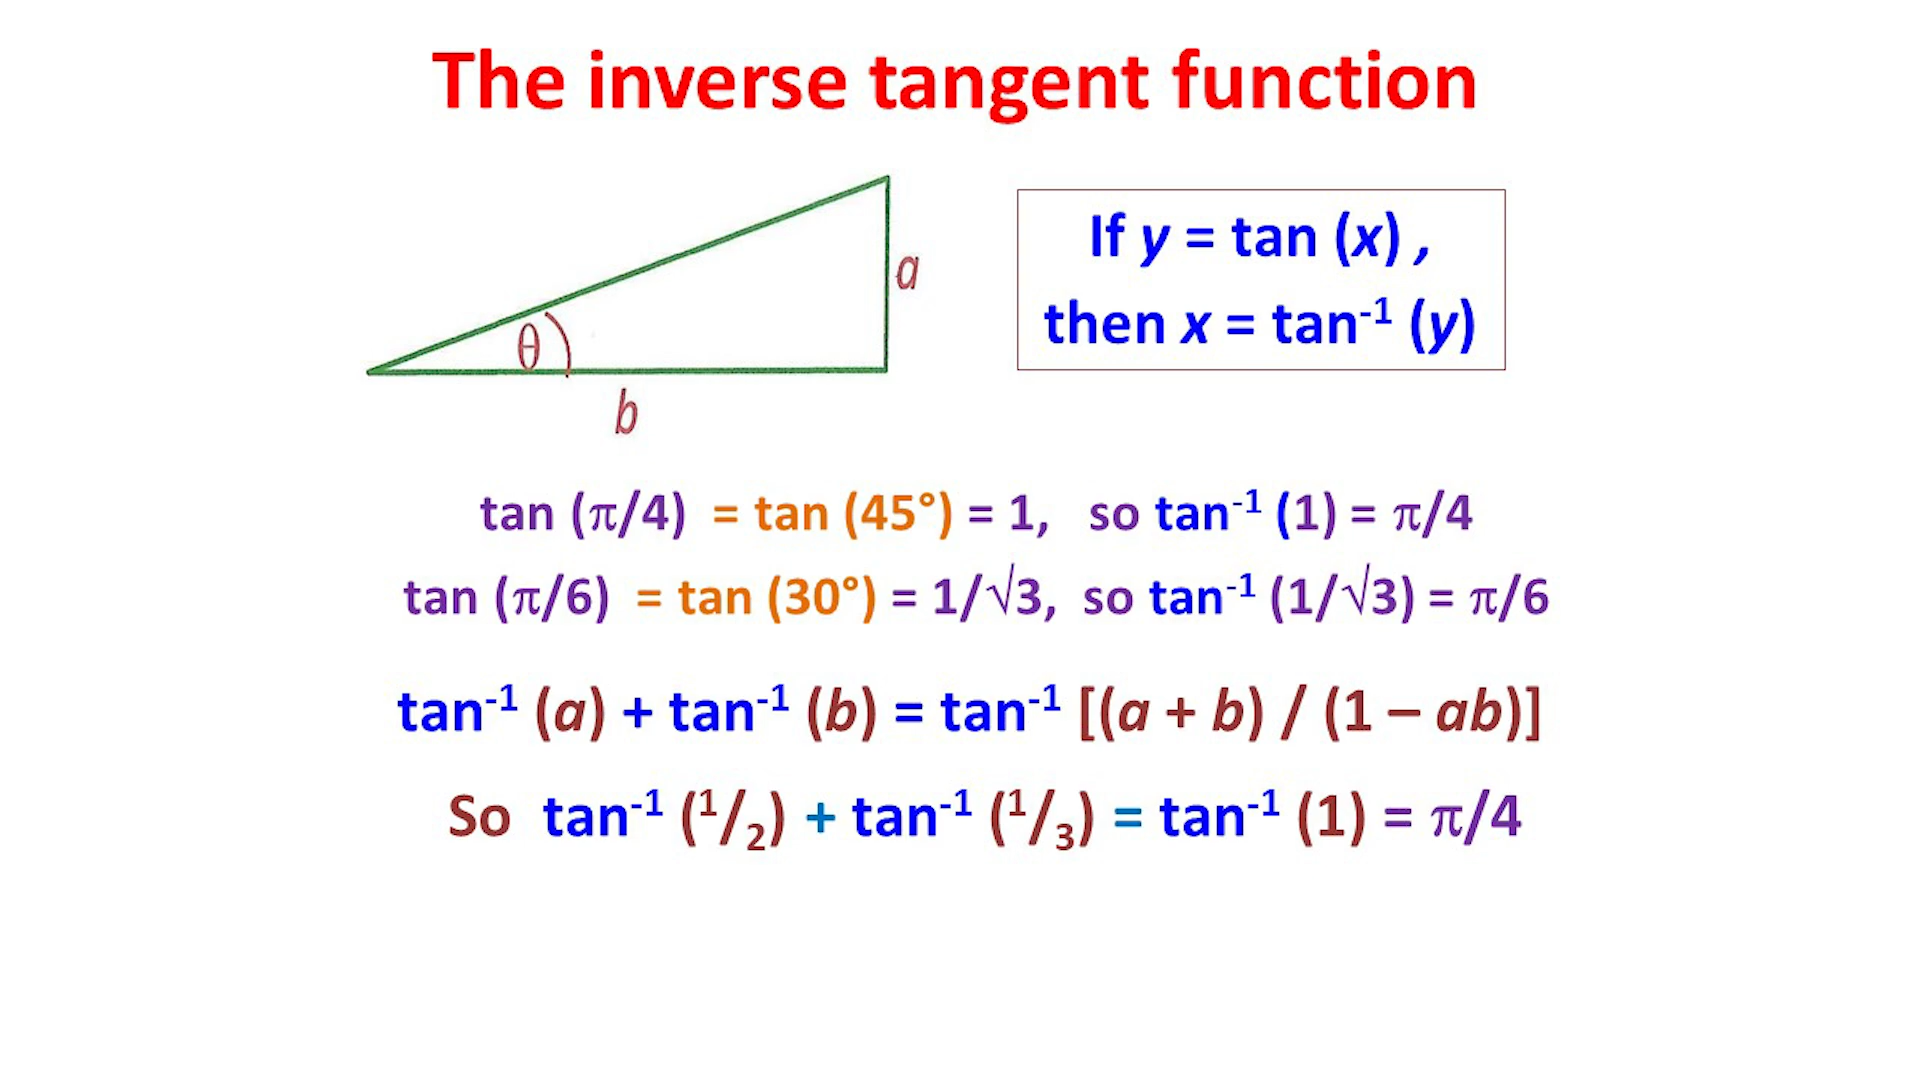 The inverse tangent function
a
θ
b
If y = tan (x) ,
then x = tan⁻¹ (y)
tan (π/4) = tan (45°) = 1, so tan⁻¹ (1) = π/4
tan (π/6) = tan (30°) = 1/√3, so tan⁻¹ (1/√3) = π/6
tan⁻¹ (a) + tan⁻¹ (b) = tan⁻¹ [(a + b) / (1 – ab)]
So tan⁻¹ (¹/₂) + tan⁻¹ (¹/₃) = tan⁻¹ (1) = π/4